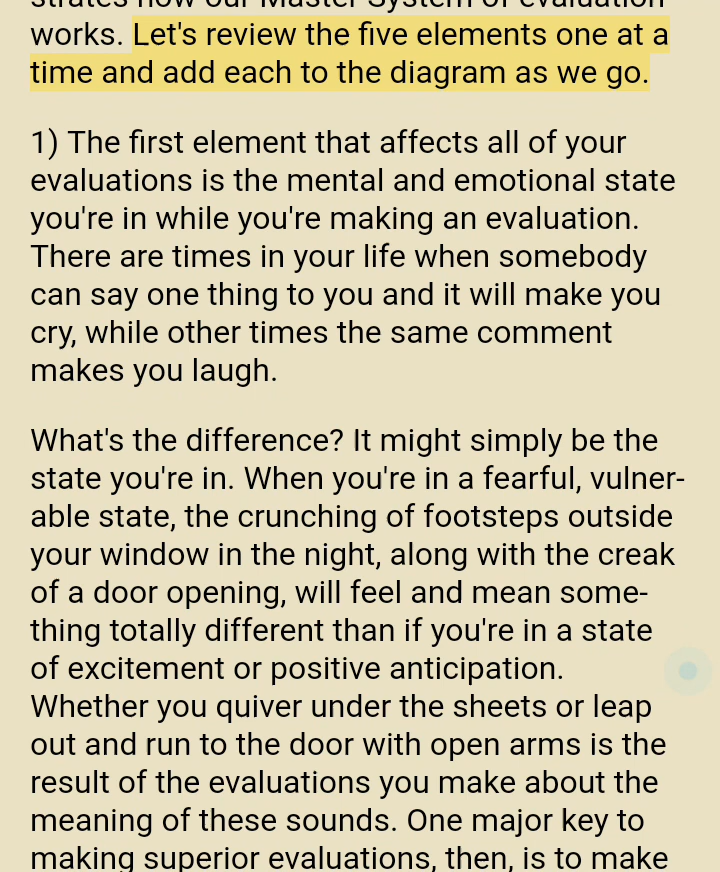 strates how our Master System of evaluation
works. Let's review the five elements one at a
time and add each to the diagram as we go.
1) The first element that affects all of your
evaluations is the mental and emotional state
you're in while you're making an evaluation.
There are times in your life when somebody
can say one thing to you and it will make you
cry, while other times the same comment
makes you laugh.
What's the difference? It might simply be the
state you're in. When you're in a fearful, vulner-
able state, the crunching of footsteps outside
your window in the night, along with the creak
of a door opening, will feel and mean some-
thing totally different than if you're in a state
of excitement or positive anticipation.
Whether you quiver under the sheets or leap
out and run to the door with open arms is the
result of the evaluations you make about the
meaning of these sounds. One major key to
making superior evaluations, then, is to make